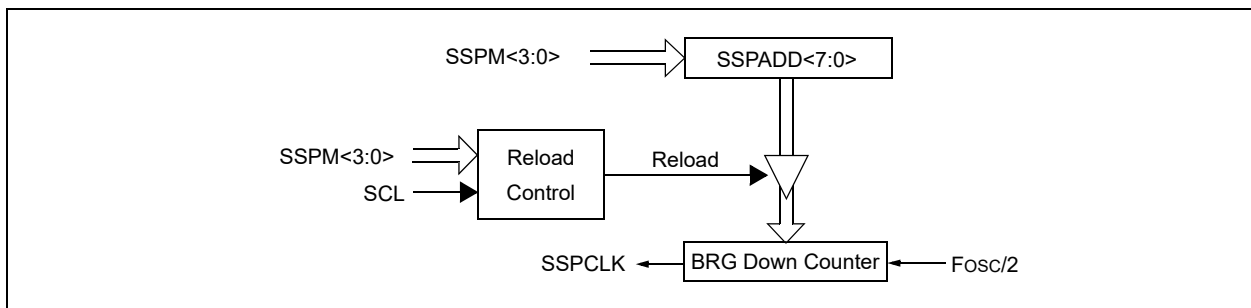 SSPM<3:0>
SSPADD<7:0>
SSPM<3:0>
Reload
Control
Reload
SCL
SSPCLK
BRG Down Counter
FOSC/2